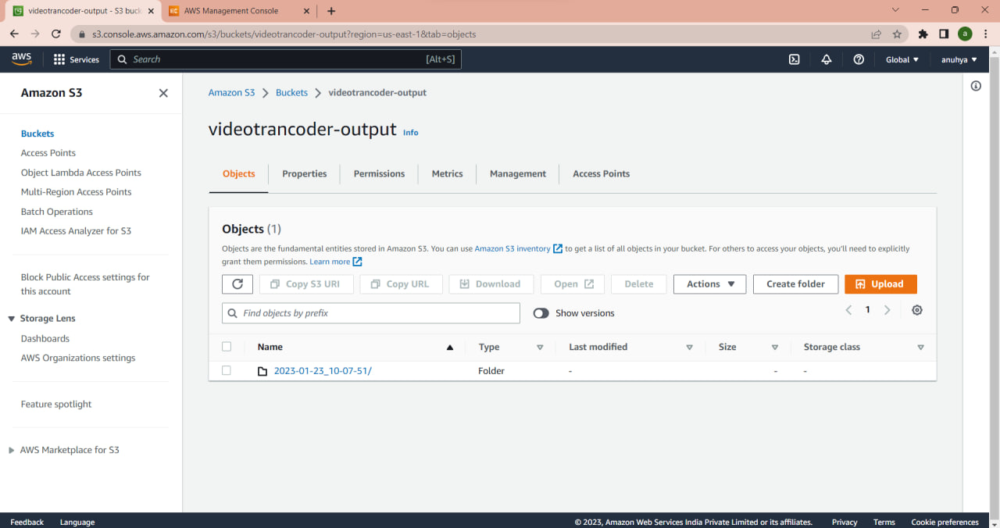 videotrancoder-output - S3 buck
AWS Management Console
s3.console.aws.amazon.com/s3/buckets/videotrancoder-output?region=us-east-1&tab=objects
a
aws
Services
Search
[Alt+S]
Global
anuhya
Amazon S3
Buckets
Access Points
Object Lambda Access Points
Multi-Region Access Points
Batch Operations
IAM Access Analyzer for S3
Block Public Access settings for
this account
Storage Lens
Dashboards
AWS Organizations settings
Feature spotlight
AWS Marketplace for S3
Amazon S3 > Buckets > videotrancoder-output
videotrancoder-output Info
Objects
Properties
Permissions
Metrics
Management
Access Points
Objects (1)
Objects are the fundamental entities stored in Amazon S3. You can use Amazon S3 inventory to get a list of all objects in your bucket. For others to access your objects, you'll need to explicitly
grant them permissions. Learn more
Copy S3 URI
Copy URL
Download
Open
Delete
Actions
Create folder
Upload
Find objects by prefix
Show versions
1
Name
Type
Last modified
Size
Storage class
2023-01-23_10-07-51/
Folder
-
-
-
Feedback
Language
© 2023, Amazon Web Services India Private Limited or its affiliates.
Privacy
Terms
Cookie preferences